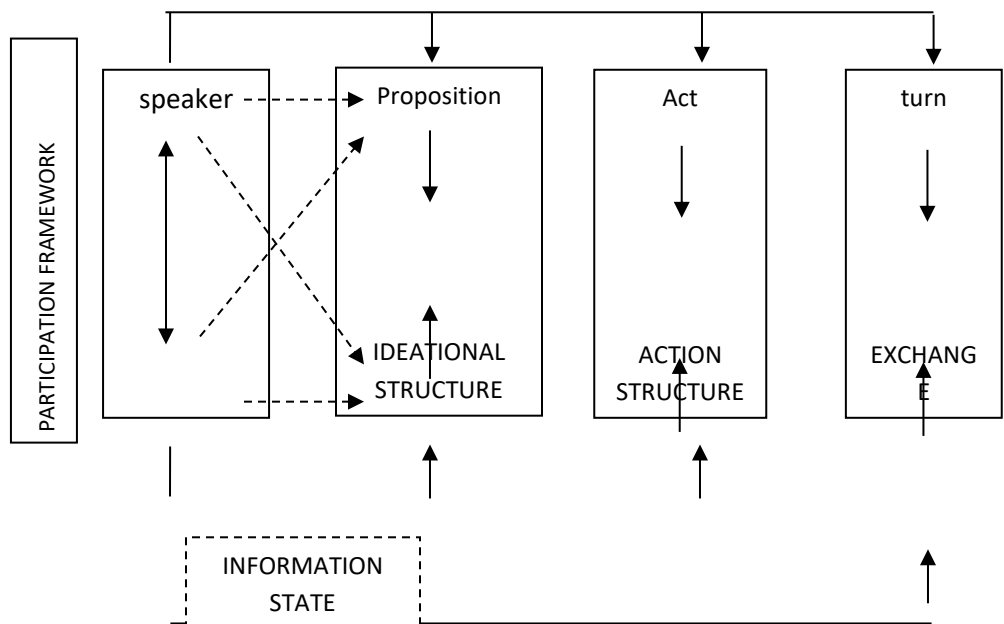 PARTICIPATION FRAMEWORK
speaker
Proposition
Act
turn
IDEATIONAL
STRUCTURE
ACTION
STRUCTURE
EXCHANG
E
INFORMATION
STATE